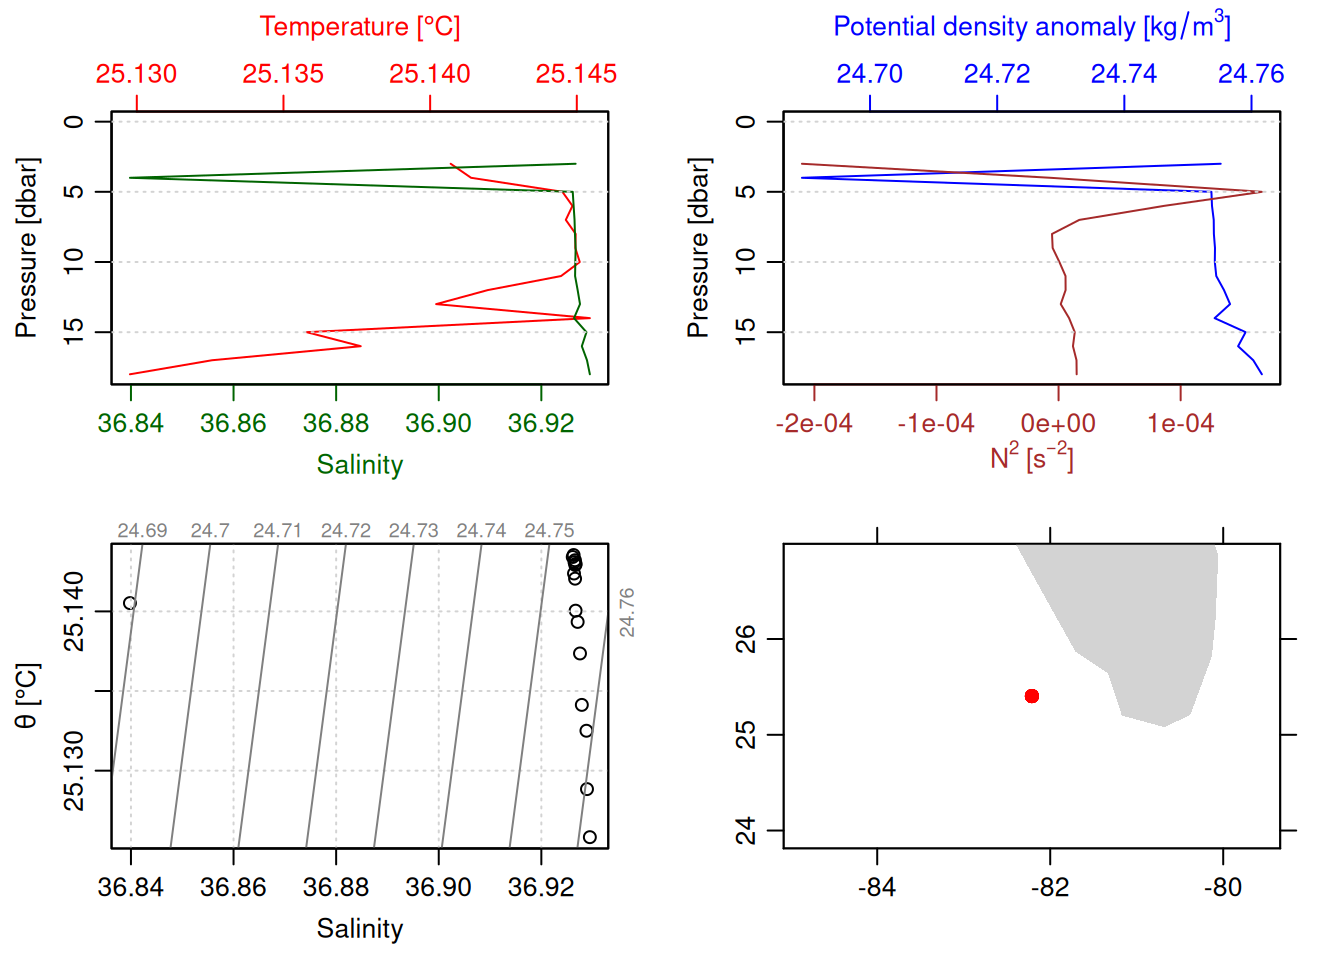 Temperature [°C]
25.130 25.135 25.140 25.145
Pressure [dbar]
0 5 10 15
36.84 36.86 36.88 36.90 36.92
Salinity
Potential density anomaly [kg/m³]
24.70 24.72 24.74 24.76
Pressure [dbar]
0 5 10 15
-2e-04 -1e-04 0e+00 1e-04
N² [s⁻²]
24.69 24.7 24.71 24.72 24.73 24.74 24.75
24.76
θ [°C]
25.130 25.140
36.84 36.86 36.88 36.90 36.92
Salinity
24 25 26
-84 -82 -80